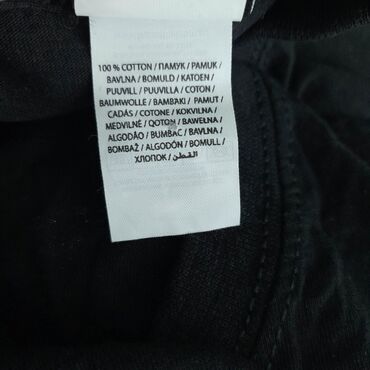 100 % COTTON / ПАМУК / PAMUK /
BAVLNA / BOMULD / KATOEN /
PUUVILL / PUUVILLA / COTON /
BAUMWOLLE / BAMBAKI / PAMUT /
CADÁS / COTONE / KOKVILNA /
MEDVILNĖ / QOTON / BAWEŁNA /
ALGODÃO / BUMBAC / BAVLNA /
BOMBAŽ / ALGODÓN / BOMULL /
ХЛОПОК / القطن /